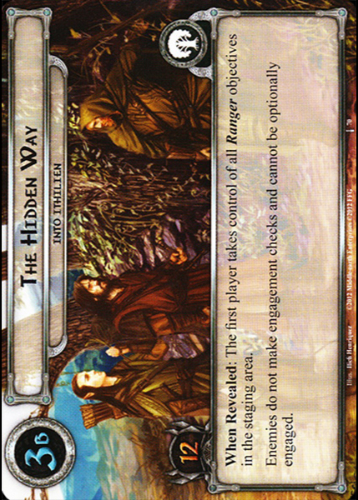 3B
THE HIDDEN WAY
INTO ITHILIEN
12
When Revealed: The first player takes control of all Ranger objectives
in the staging area.
Enemies do not make engagement checks and cannot be optionally
engaged.
Illus. Ilich Henriquez ©2012 Middle-earth Enterprises ©2012 FFG 70